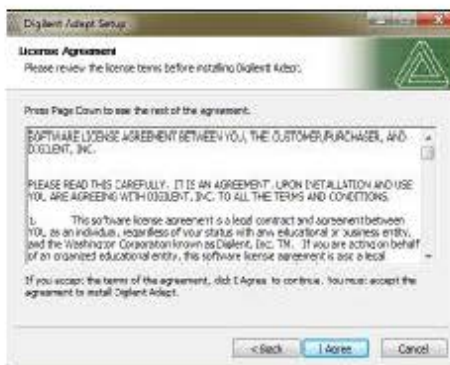 Digilent Adept Setup
License Agreement
Please review the license terms before installing Digilent Adept.
Press Page Down to see the rest of the agreement.
SOFTWARE LICENSE AGREEMENT BETWEEN YOU, THE CUSTOMER/PURCHASER, AND
DIGILENT, INC.
PLEASE READ THIS CAREFULLY. IT IS AN AGREEMENT. UPON INSTALLATION AND USE
YOU ARE AGREEING WITH DIGILENT, INC. TO ALL THE TERMS AND CONDITIONS.
1. This software license agreement is a legal contract and agreement between
YOU, as an individual, regardless of your status with any educational or business entity,
and the Washington Corporation known as Digilent, Inc. TM. If you are acting on behalf
of an organized educational entity, this software license agreement is also a legal
If you accept the terms of the agreement, click I Agree to continue. You must accept the
agreement to install Digilent Adept.
< Back
I Agree
Cancel